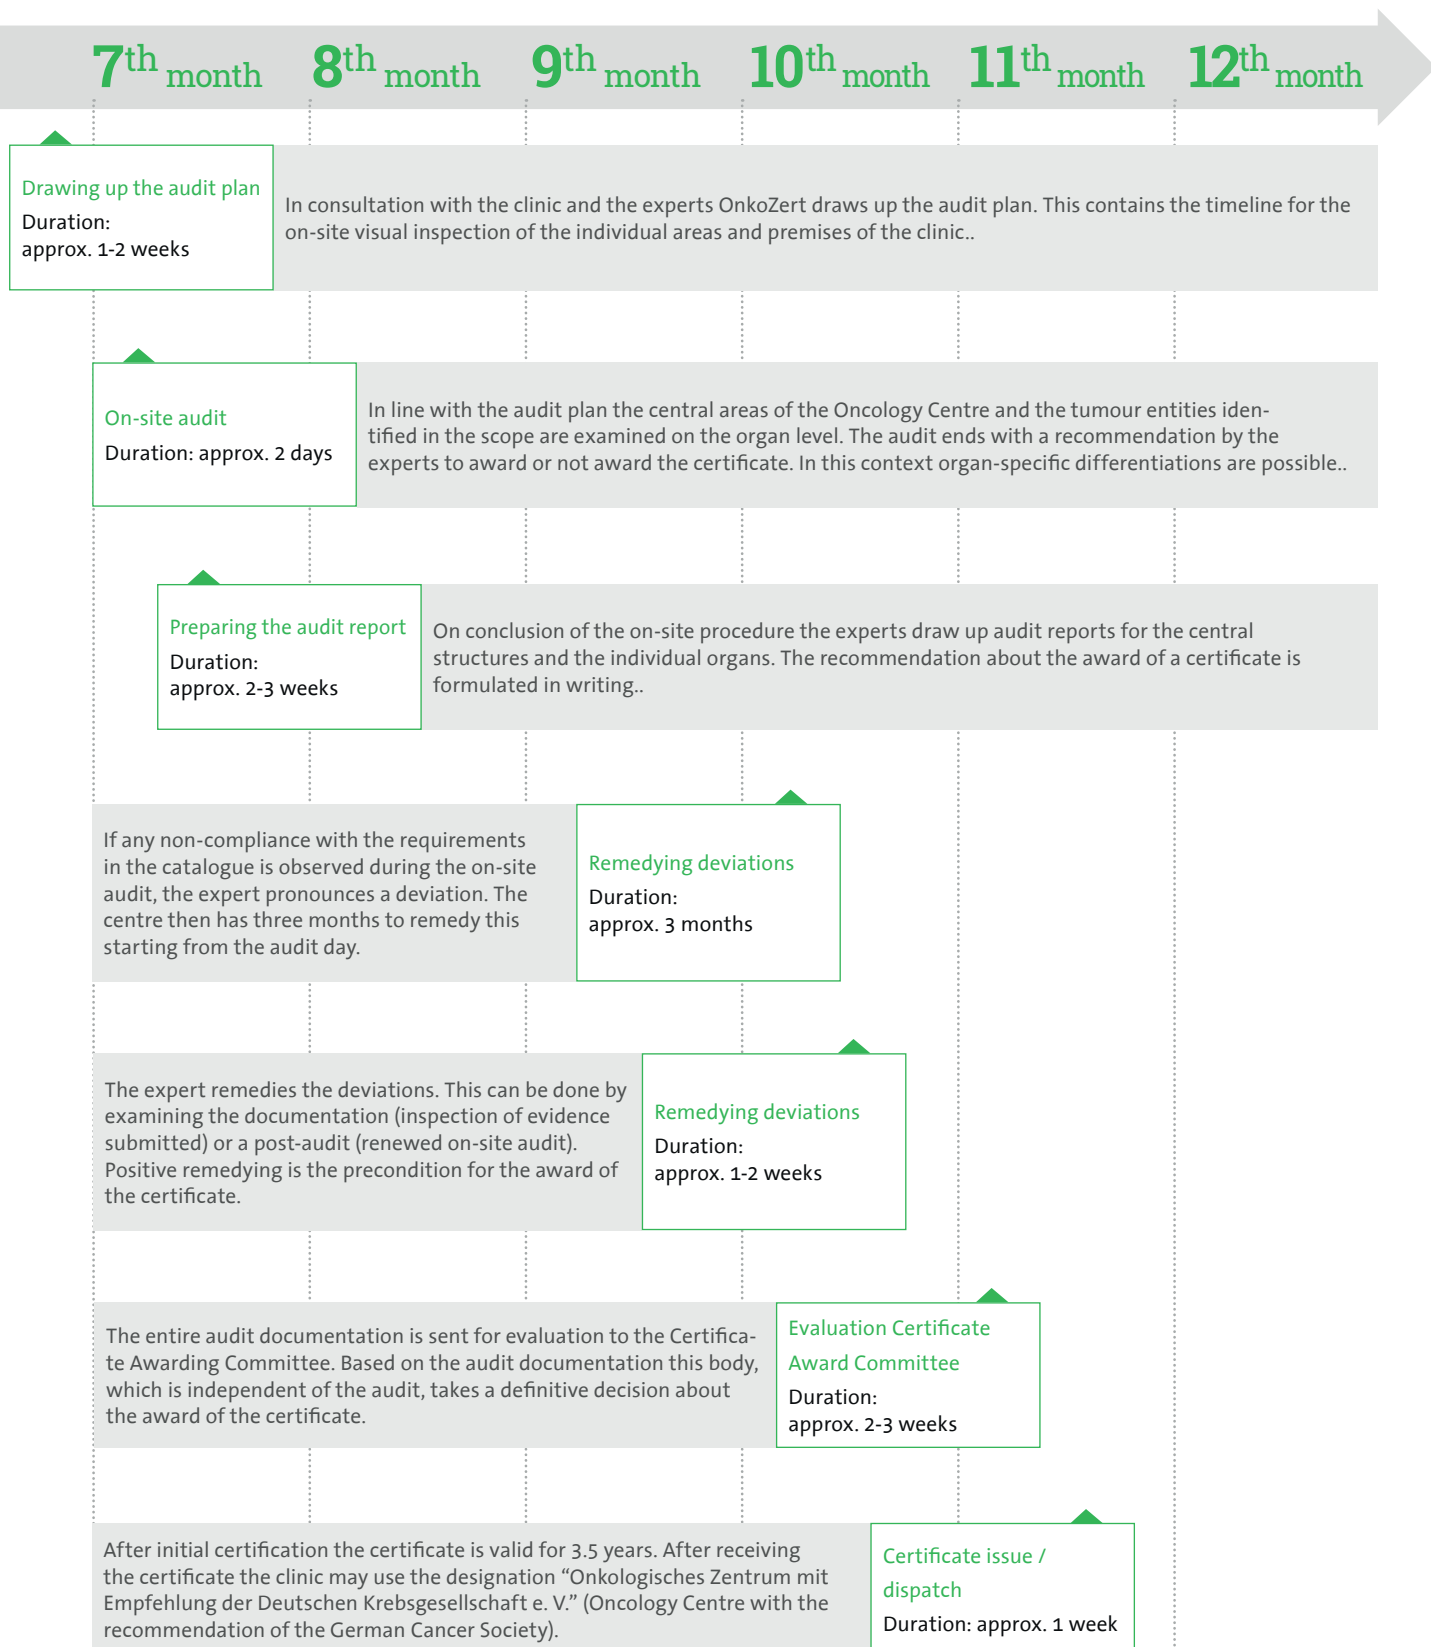 7th month 8th month 9th month 10th month 11th month 12th month
Drawing up the audit plan
Duration:
approx. 1-2 weeks
In consultation with the clinic and the experts OnkoZert draws up the audit plan. This contains the timeline for the
on-site visual inspection of the individual areas and premises of the clinic..
On-site audit
Duration: approx. 2 days
In line with the audit plan the central areas of the Oncology Centre and the tumour entities iden-
tified in the scope are examined on the organ level. The audit ends with a recommendation by the
experts to award or not award the certificate. In this context organ-specific differentiations are possible..
Preparing the audit report
Duration:
approx. 2-3 weeks
On conclusion of the on-site procedure the experts draw up audit reports for the central
structures and the individual organs. The recommendation about the award of a certificate is
formulated in writing..
If any non-compliance with the requirements
in the catalogue is observed during the on-site
audit, the expert pronounces a deviation. The
centre then has three months to remedy this
starting from the audit day.
Remedying deviations
Duration:
approx. 3 months
The expert remedies the deviations. This can be done by
examining the documentation (inspection of evidence
submitted) or a post-audit (renewed on-site audit).
Positive remedying is the precondition for the award of
the certificate.
Remedying deviations
Duration:
approx. 1-2 weeks
The entire audit documentation is sent for evaluation to the Certifica-
te Awarding Committee. Based on the audit documentation this body,
which is independent of the audit, takes a definitive decision about
the award of the certificate.
Evaluation Certificate
Award Committee
Duration:
approx. 2-3 weeks
After initial certification the certificate is valid for 3.5 years. After receiving
the certificate the clinic may use the designation “Onkologisches Zentrum mit
Empfehlung der Deutschen Krebsgesellschaft e. V.” (Oncology Centre with the
recommendation of the German Cancer Society).
Certificate issue /
dispatch
Duration: approx. 1 week